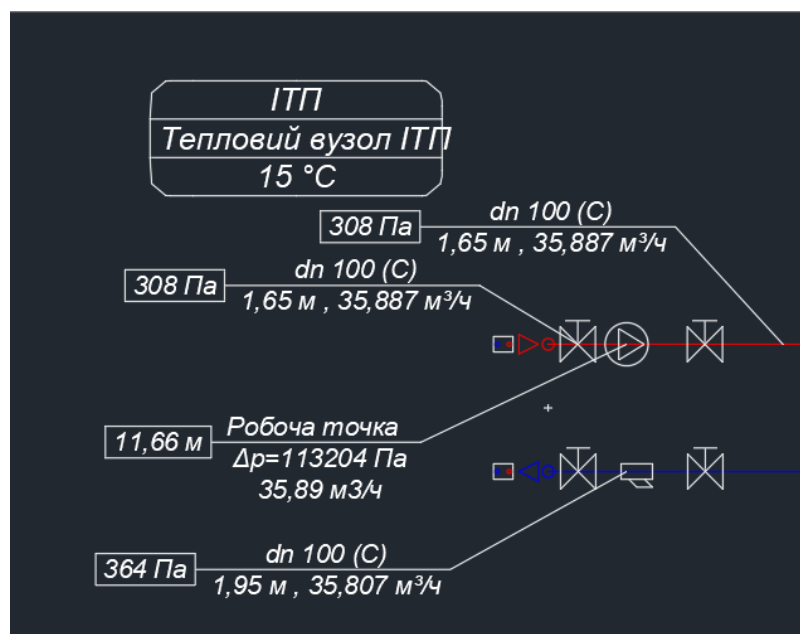 ІТП
Тепловий вузол ІТП
15 °C
308 Па
dn 100 (C)
1,65 м , 35,887 м³/ч
308 Па
dn 100 (C)
1,65 м , 35,887 м³/ч
11,66 м
Робоча точка
Δp=113204 Па
35,89 м3/ч
364 Па
dn 100 (C)
1,95 м , 35,807 м³/ч